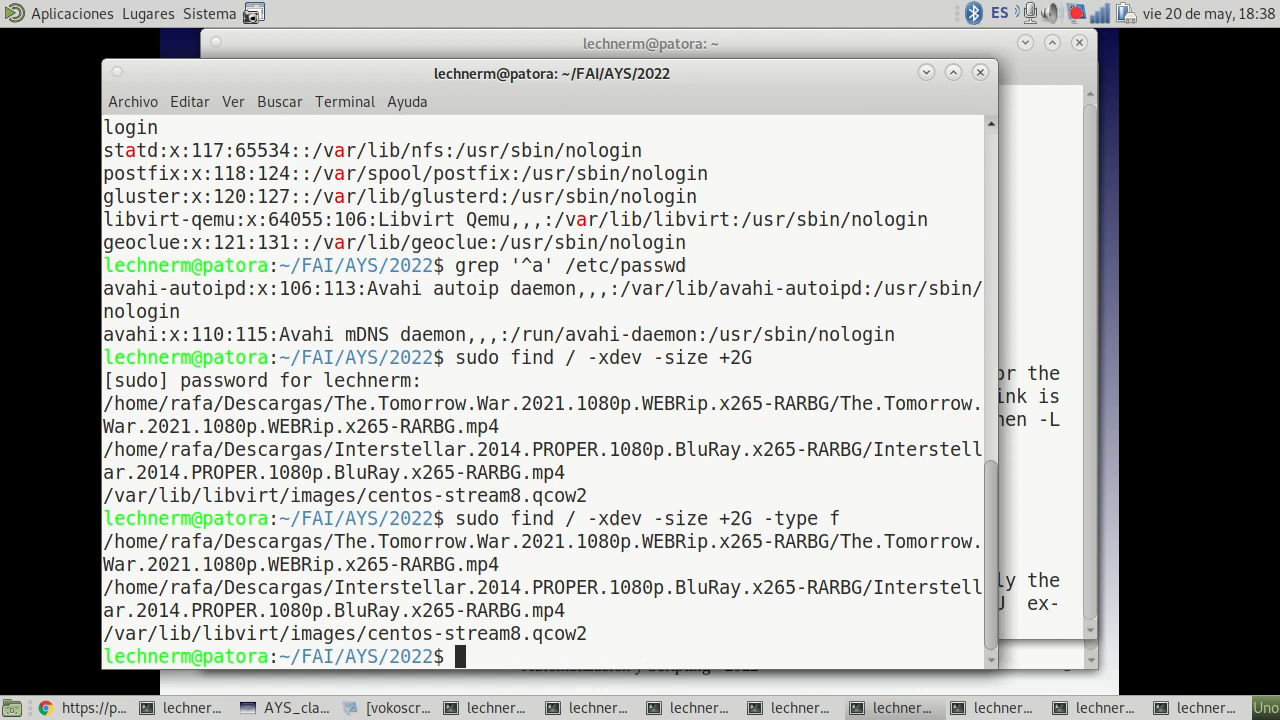 Aplicaciones Lugares Sistema
ES
vie 20 de may, 18:38
lechnerm@patora: ~
lechnerm@patora: ~/FAI/AYS/2022
Archivo Editar Ver Buscar Terminal Ayuda
login
statd:x:117:65534::/var/lib/nfs:/usr/sbin/nologin
postfix:x:118:124::/var/spool/postfix:/usr/sbin/nologin
gluster:x:120:127::/var/lib/glusterd:/usr/sbin/nologin
libvirt-qemu:x:64055:106:Libvirt Qemu,,,:/var/lib/libvirt:/usr/sbin/nologin
geoclue:x:121:131::/var/lib/geoclue:/usr/sbin/nologin
lechnerm@patora:~/FAI/AYS/2022$ grep '^a' /etc/passwd
avahi-autoipd:x:106:113:Avahi autoip daemon,,,:/var/lib/avahi-autoipd:/usr/sbin/
nologin
avahi:x:110:115:Avahi mDNS daemon,,,:/run/avahi-daemon:/usr/sbin/nologin
lechnerm@patora:~/FAI/AYS/2022$ sudo find / -xdev -size +2G
[sudo] password for lechnerm:
/home/rafa/Descargas/The.Tomorrow.War.2021.1080p.WEBRip.x265-RARBG/The.Tomorrow.
War.2021.1080p.WEBRip.x265-RARBG.mp4
/home/rafa/Descargas/Interstellar.2014.PROPER.1080p.BluRay.x265-RARBG/Interstell
ar.2014.PROPER.1080p.BluRay.x265-RARBG.mp4
/var/lib/libvirt/images/centos-stream8.qcow2
lechnerm@patora:~/FAI/AYS/2022$ sudo find / -xdev -size +2G -type f
/home/rafa/Descargas/The.Tomorrow.War.2021.1080p.WEBRip.x265-RARBG/The.Tomorrow.
War.2021.1080p.WEBRip.x265-RARBG.mp4
/home/rafa/Descargas/Interstellar.2014.PROPER.1080p.BluRay.x265-RARBG/Interstell
ar.2014.PROPER.1080p.BluRay.x265-RARBG.mp4
/var/lib/libvirt/images/centos-stream8.qcow2
lechnerm@patora:~/FAI/AYS/2022$
or the
ink is
hen -L
ly the
ex-
https://p...
lechner...
AYS_cla...
[vokoscr...
lechner...
lechner...
lechner...
lechner...
lechner...
lechner...
lechner...
lechner...
Uno